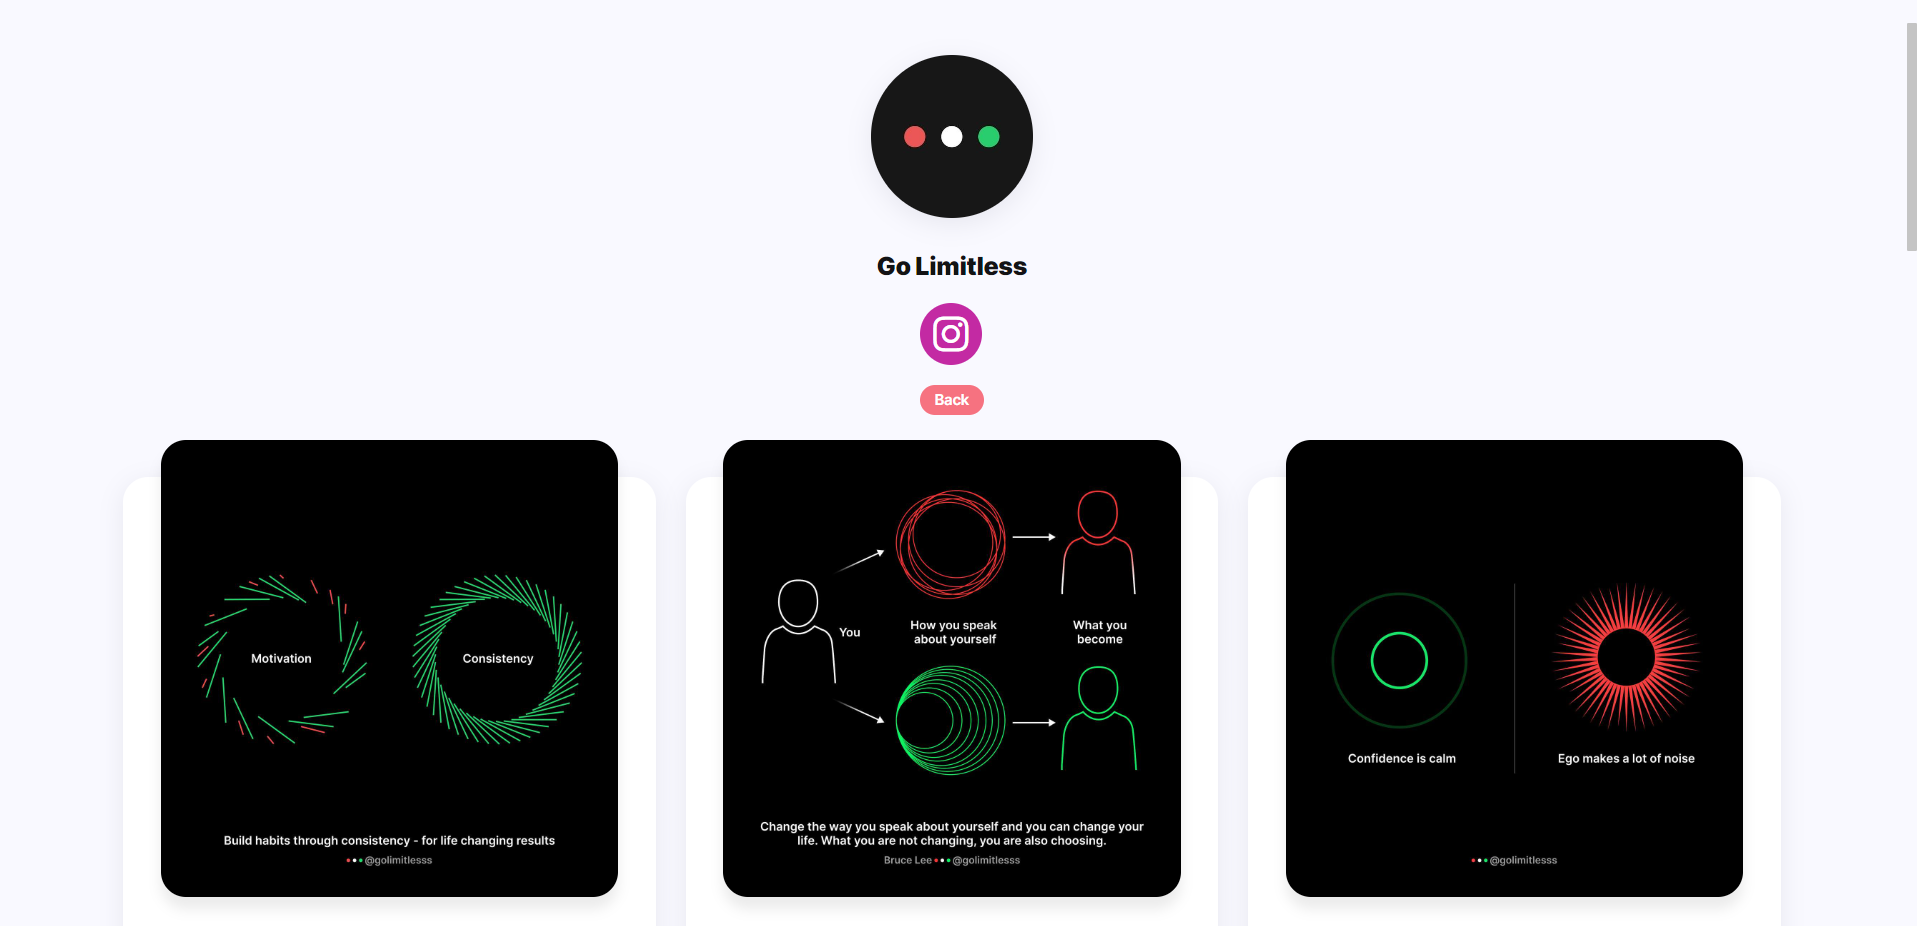 Go Limitless
Back
Motivation
Consistency
Build habits through consistency - for life changing results
@golimitlesss
You
How you speak
about yourself
What you
become
Change the way you speak about yourself and you can change your
life. What you are not changing, you are also choosing.
Bruce Lee @golimitlesss
Confidence is calm
Ego makes a lot of noise
@golimitlesss